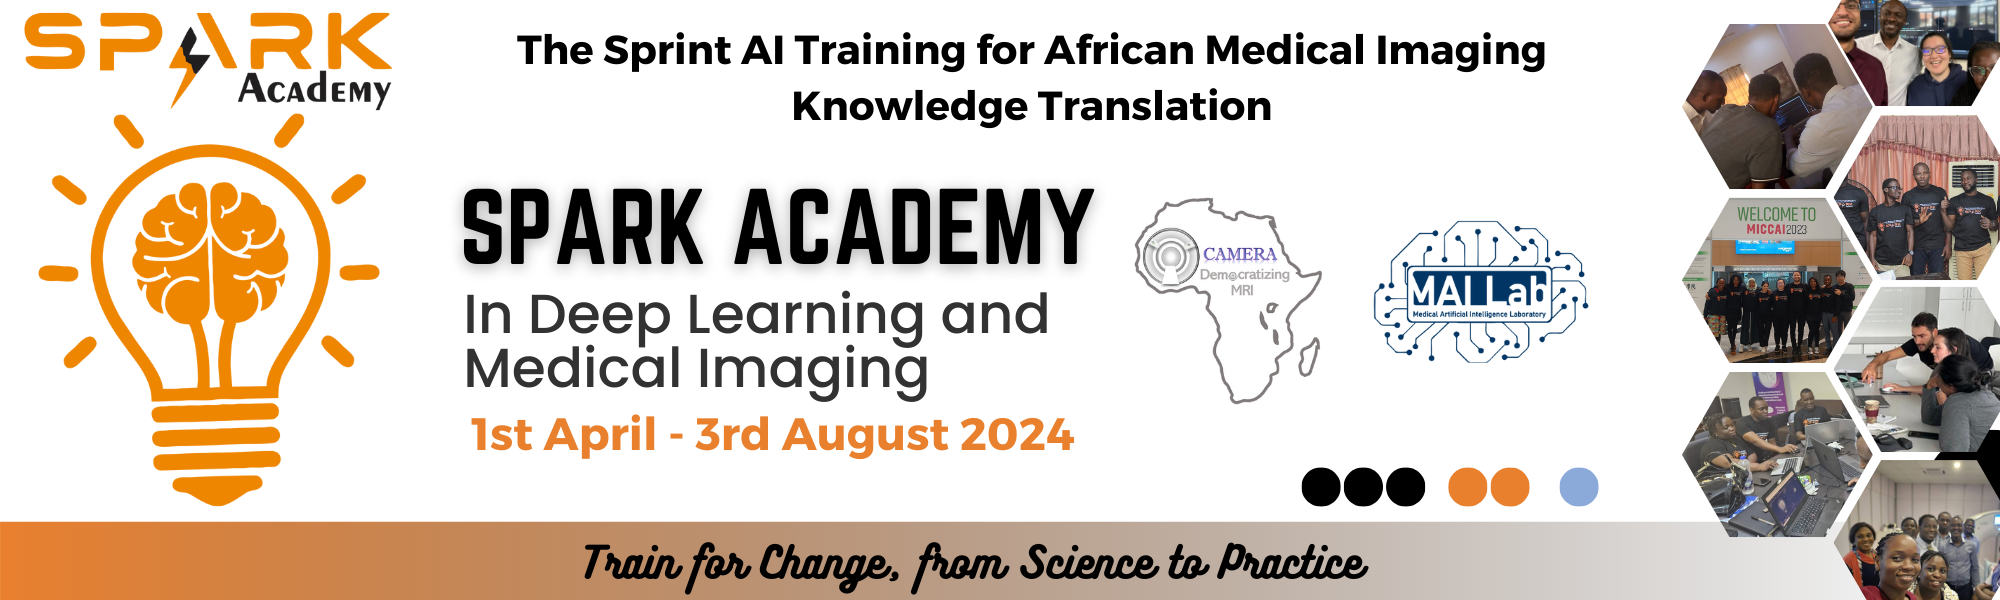 SPARK
Academy
The Sprint AI Training for African Medical Imaging
Knowledge Translation
SPARK ACADEMY
In Deep Learning and
Medical Imaging
1st April - 3rd August 2024
CAMERA
Democratizing
MRI
MAI Lab
Medical Artificial Intelligence Laboratory
WELCOME TO
MICCAI2023
Train for Change, from Science to Practice